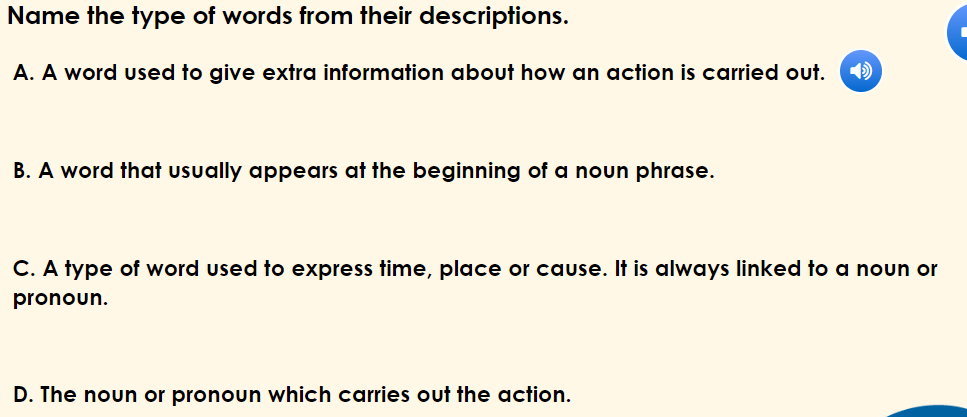 Name the type of words from their descriptions.
A. A word used to give extra information about how an action is carried out.
B. A word that usually appears at the beginning of a noun phrase.
C. A type of word used to express time, place or cause. It is always linked to a noun or
pronoun.
D. The noun or pronoun which carries out the action.